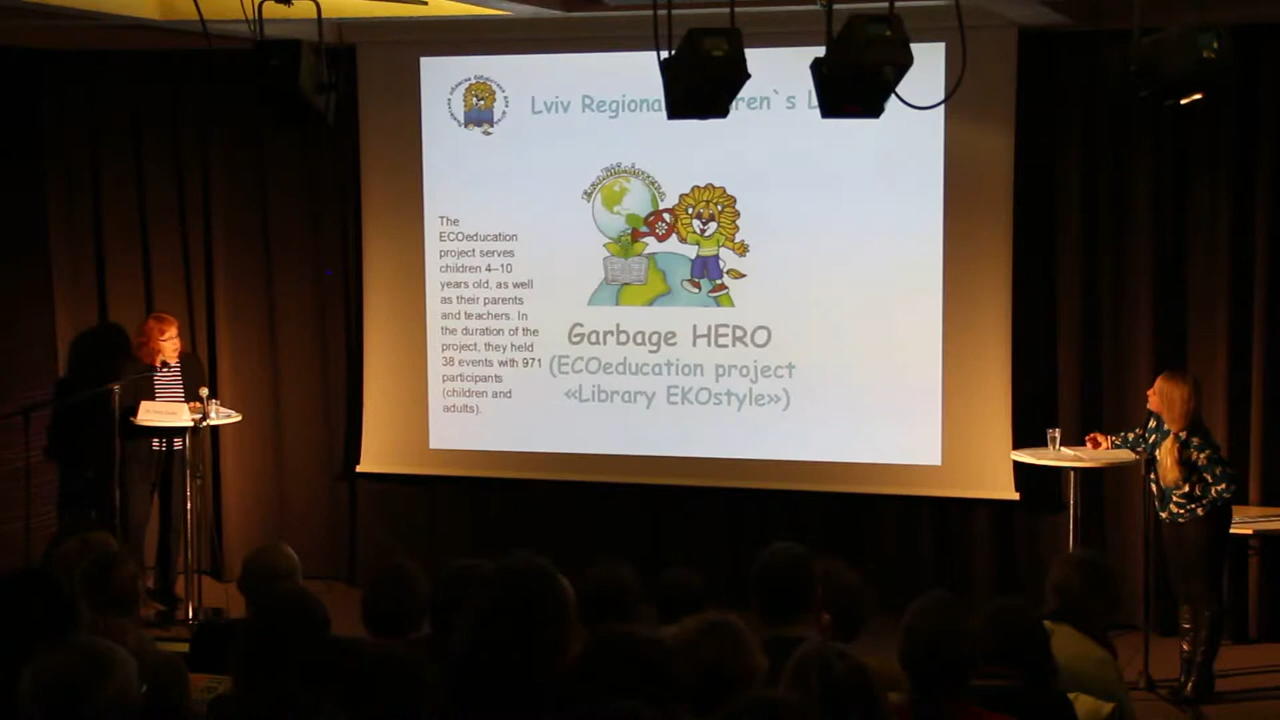 Lviv Regiona ren`s L
ЕкоБібліотека
The
ECOeducation
project serves
children 4–10
years old, as well
as their parents
and teachers. In
the duration of the
project, they held
38 events with 971
participants
(children and
adults).
Garbage HERO
(ECOeducation project
«Library EKOstyle»)